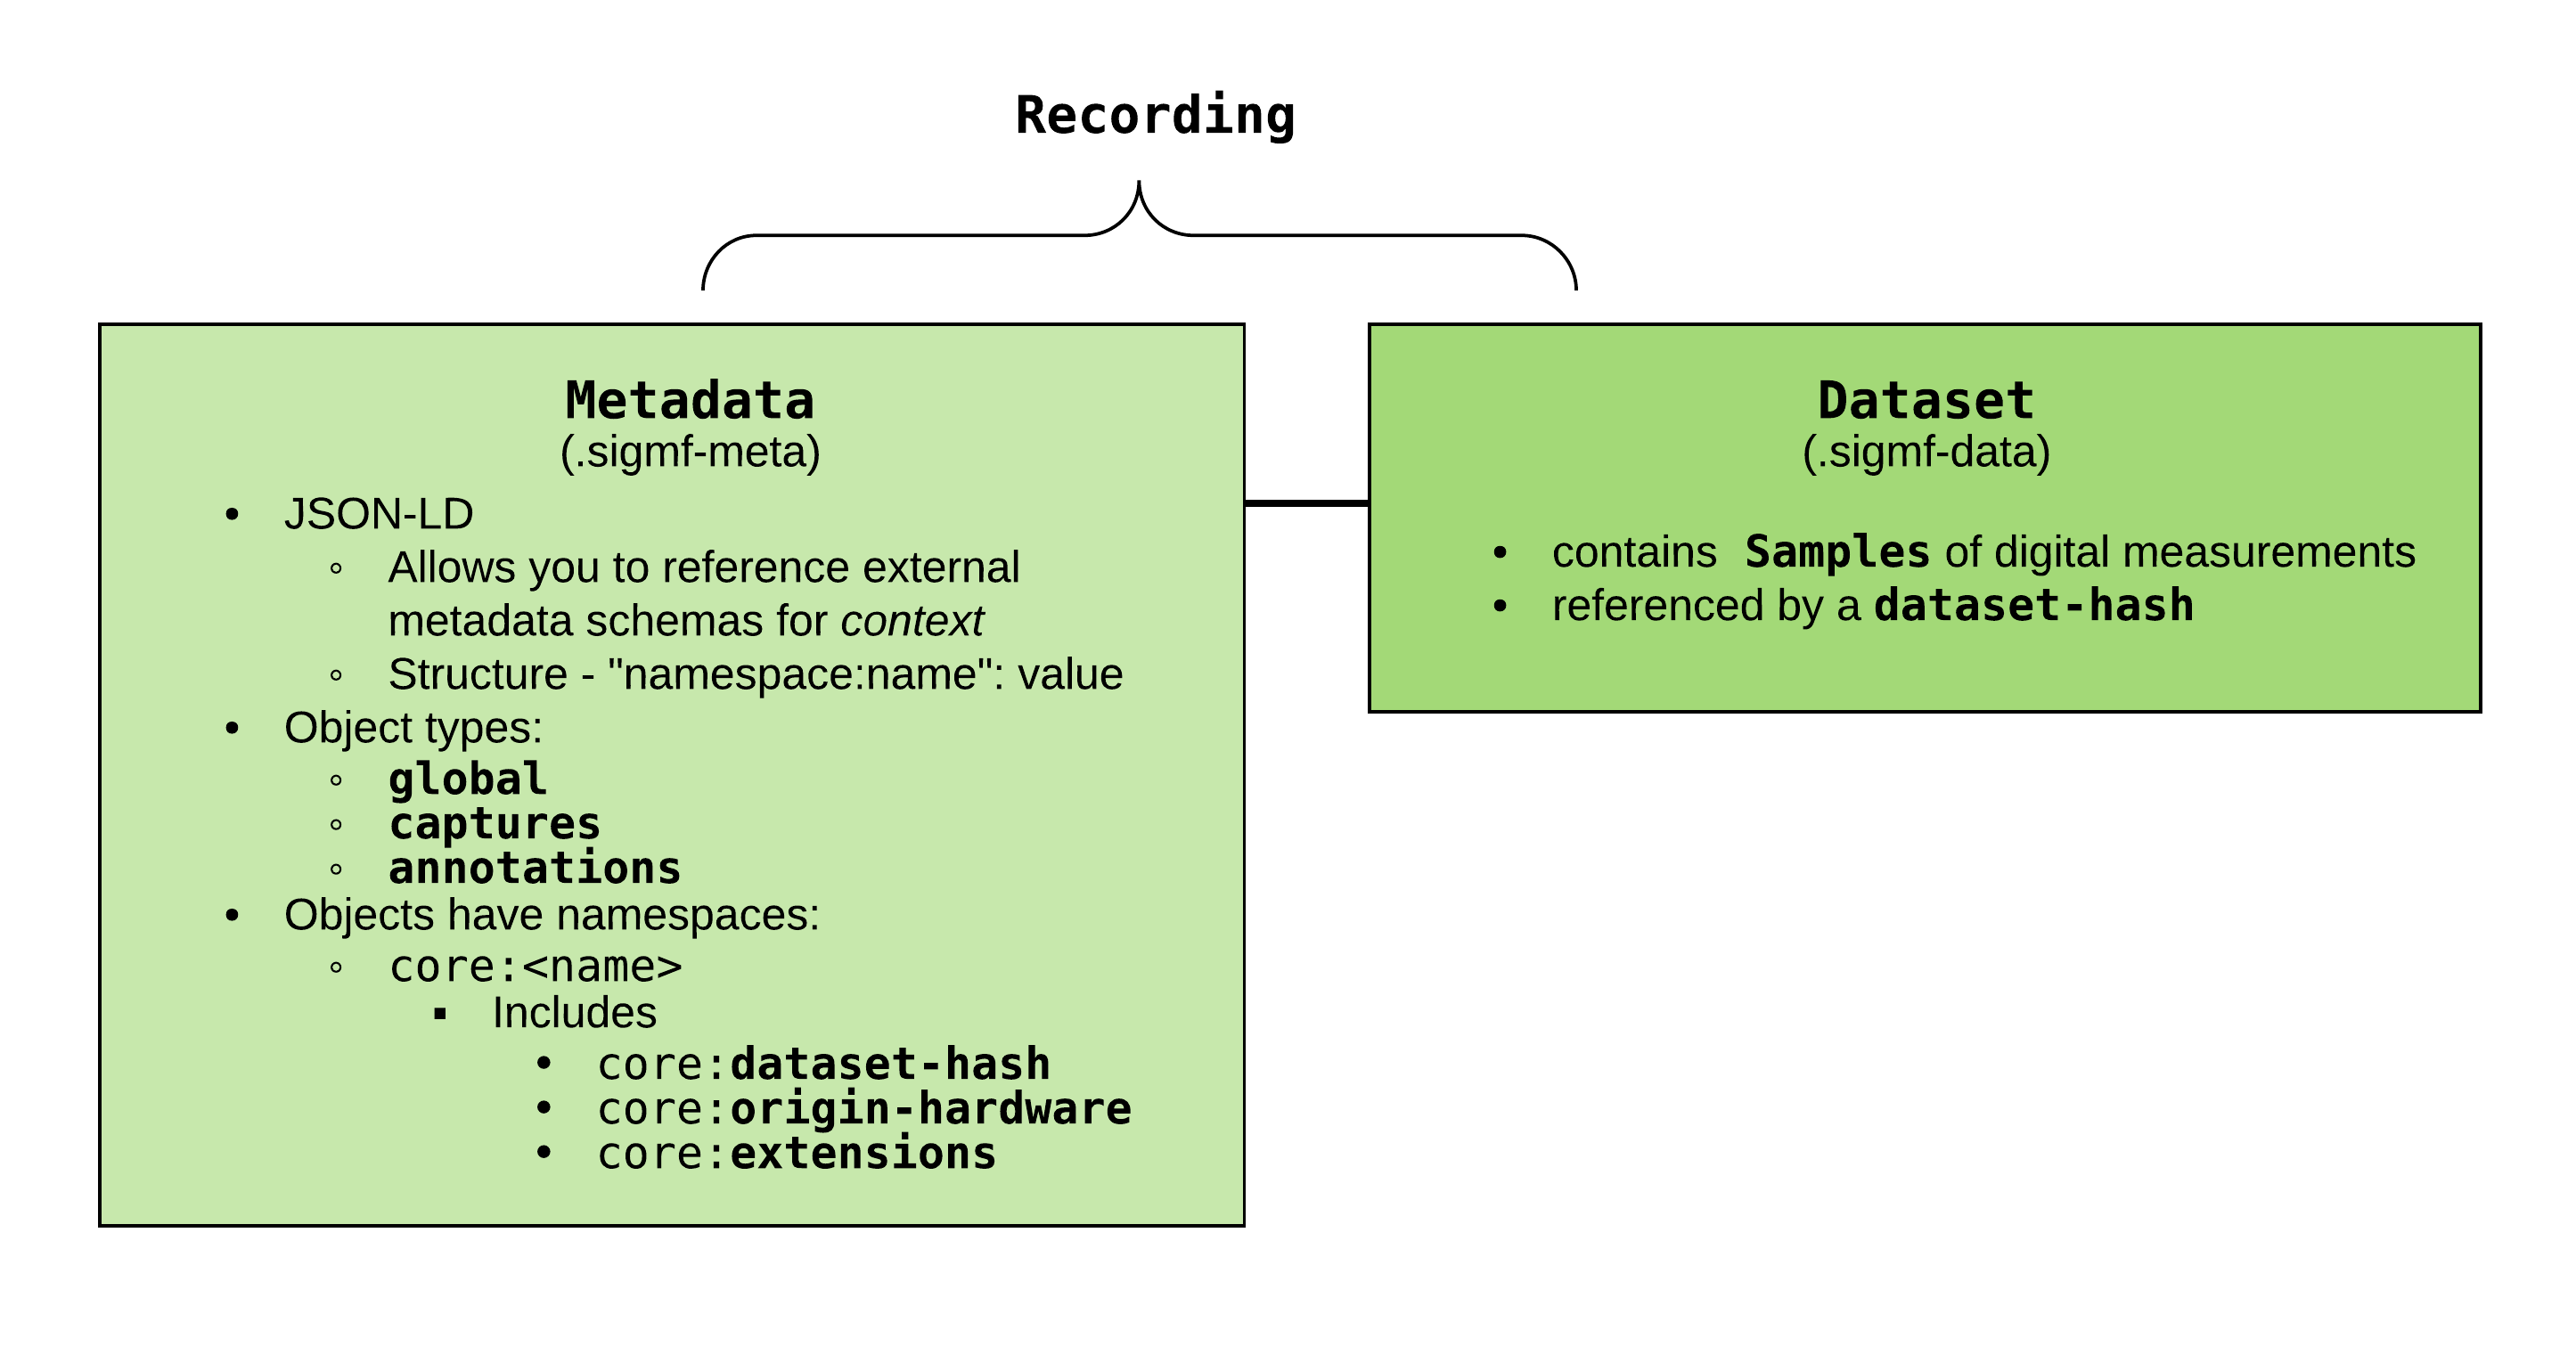 Recording
Metadata
(.sigmf-meta)
• JSON-LD
◦ Allows you to reference external
metadata schemas for context
◦ Structure - "namespace:name": value
• Object types:
◦ global
◦ captures
◦ annotations
• Objects have namespaces:
◦ core:<name>
▪ Includes
• core:dataset-hash
• core:origin-hardware
• core:extensions
Dataset
(.sigmf-data)
• contains Samples of digital measurements
• referenced by a dataset-hash